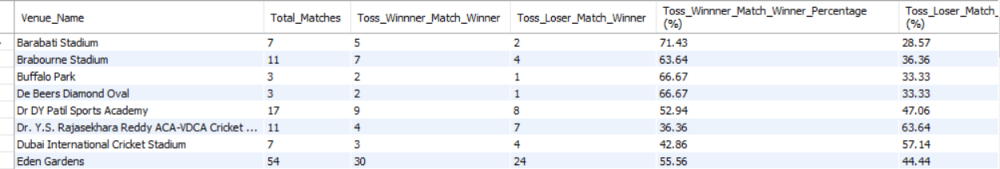 Venue_Name Total_Matches Toss_Winnner_Match_Winner Toss_Loser_Match_Winner Toss_Winnner_Match_Winner_Percentage (%) Toss_Loser_Match_ (%)
Barabati Stadium 7 5 2 71.43 28.57
Brabourne Stadium 11 7 4 63.64 36.36
Buffalo Park 3 2 1 66.67 33.33
De Beers Diamond Oval 3 2 1 66.67 33.33
Dr DY Patil Sports Academy 17 9 8 52.94 47.06
Dr. Y.S. Rajasekhara Reddy ACA-VDCA Cricket ... 11 4 7 36.36 63.64
Dubai International Cricket Stadium 7 3 4 42.86 57.14
Eden Gardens 54 30 24 55.56 44.44